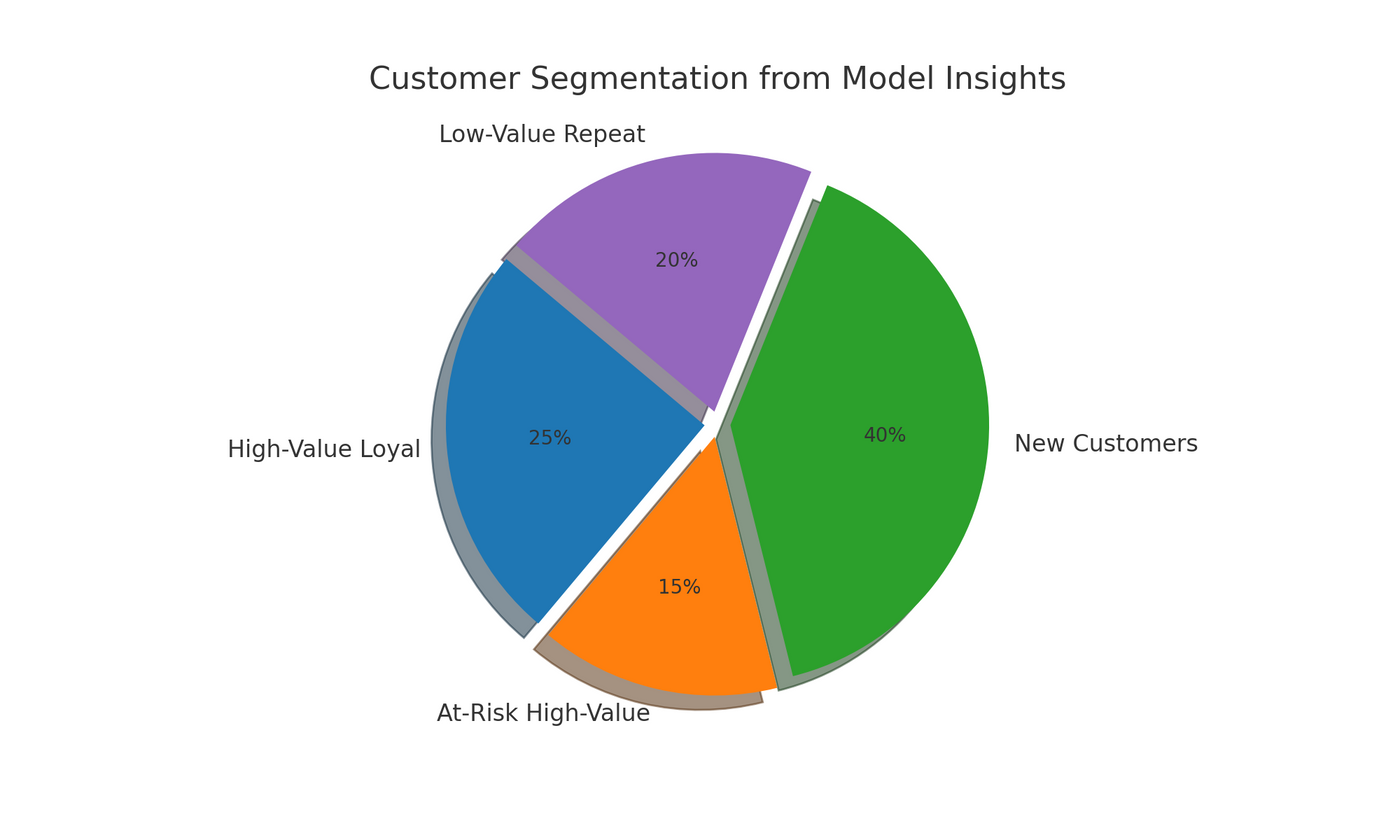 Customer Segmentation from Model Insights
Low-Value Repeat
20%
High-Value Loyal
25%
40%
New Customers
15%
At-Risk High-Value